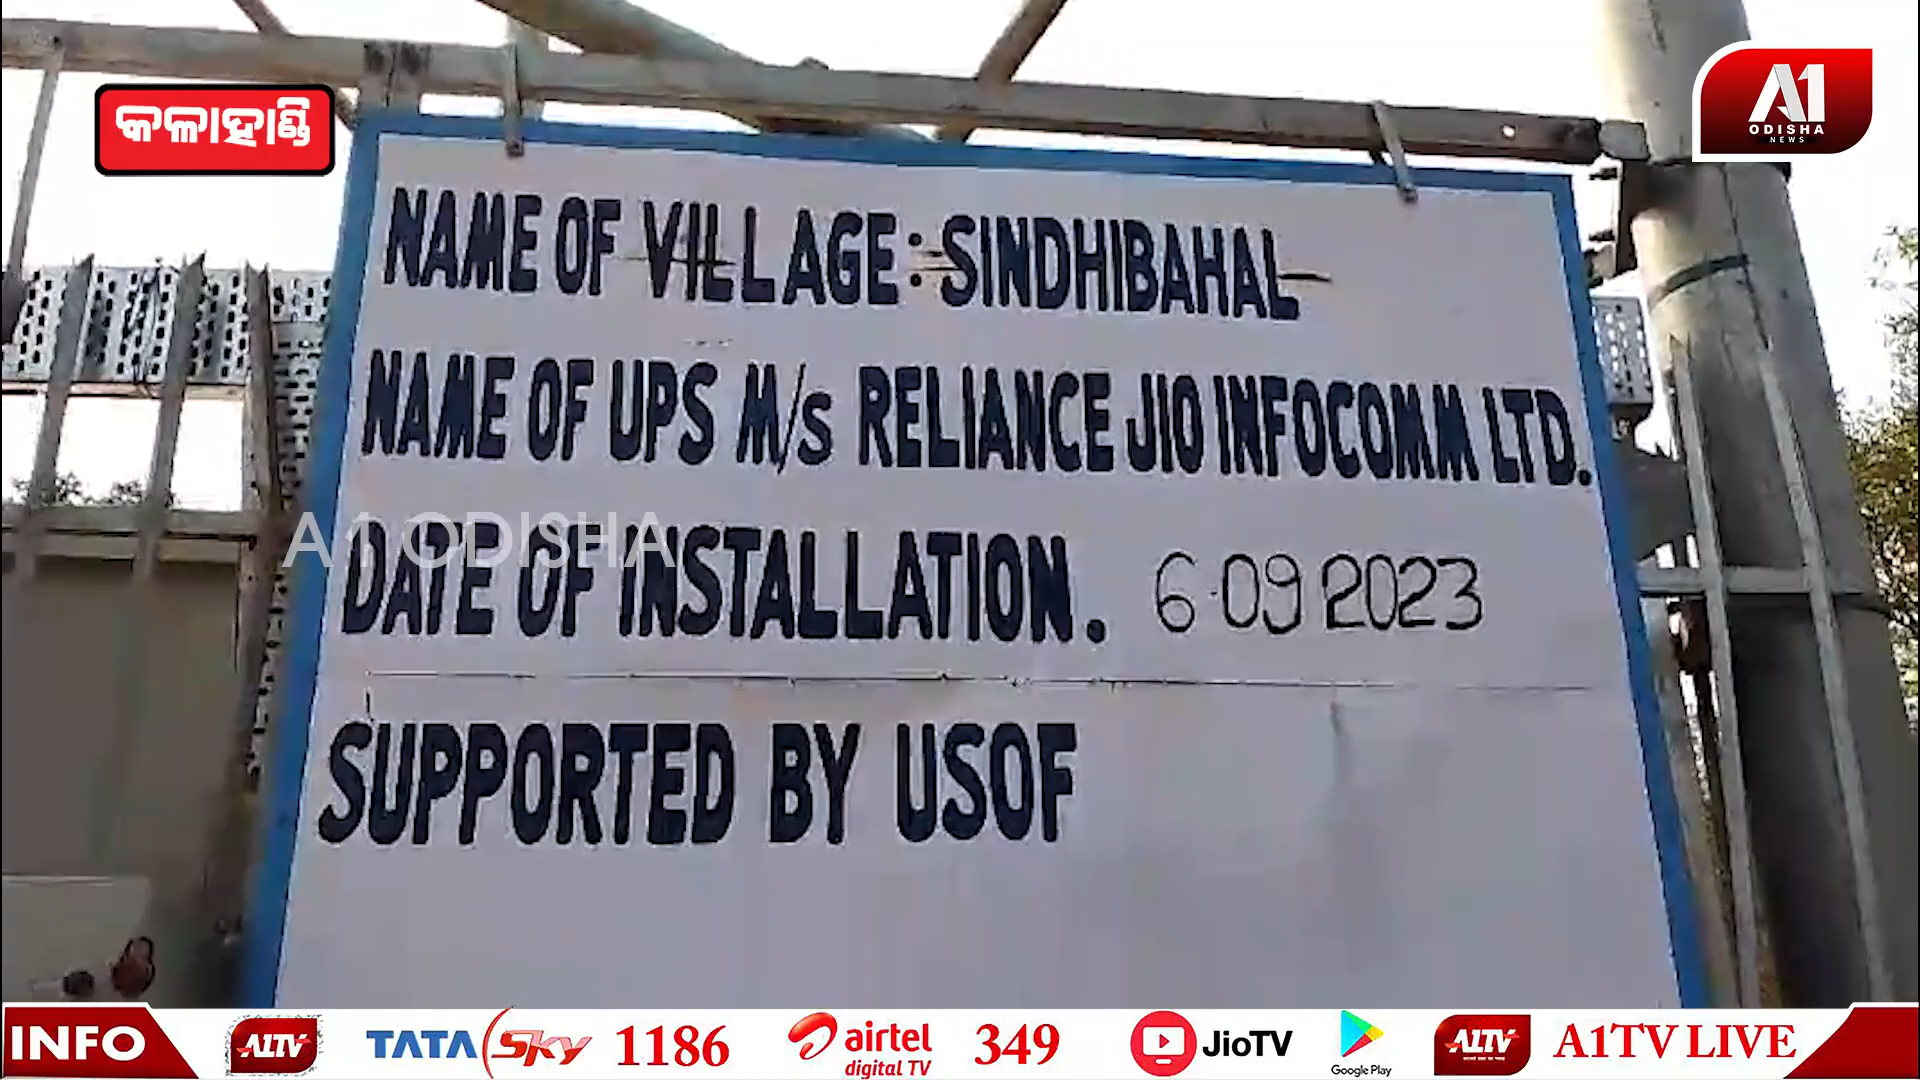 କଳାହାଣ୍ଡି
A1
ODISHA
NEWS
NAME OF VILLAGE: SINDHIBAHAL
NAME OF UPS M/s RELIANCE JIO INFOCOMM LTD.
A1 ODISHA
DATE OF INSTALLATION. 6·09 2023
SUPPORTED BY USOF
INFO A1TV TATA Sky 1186 airtel digital TV 349 JioTV Google Play A1TV A1TV LIVE